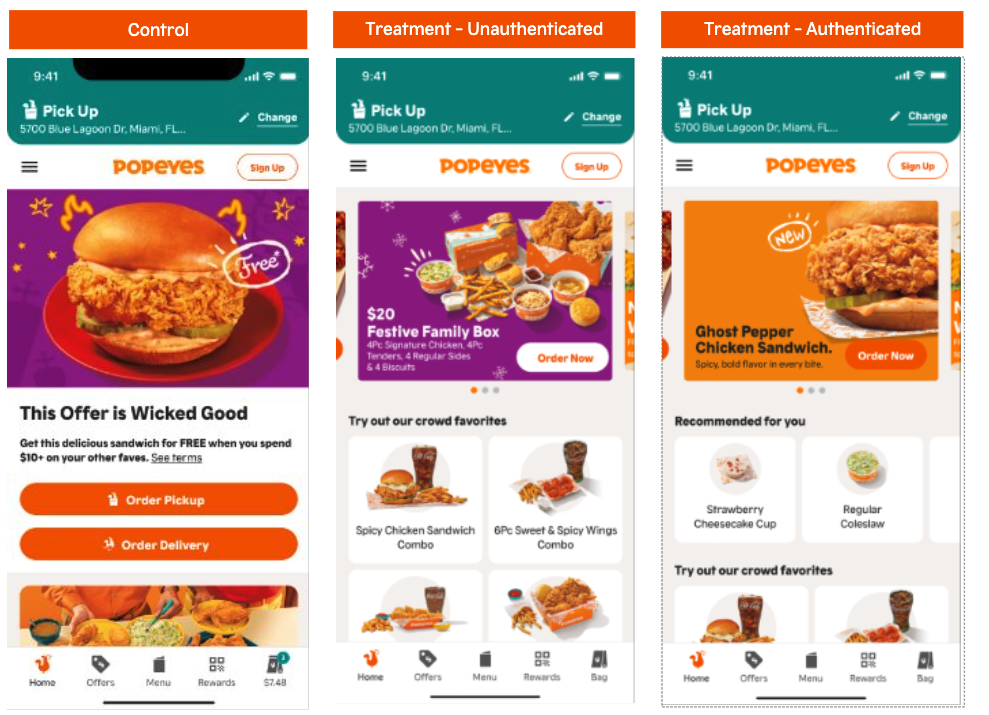 Control
9:41
Pick Up
5700 Blue Lagoon Dr, Miami, FL...
Change
POPEYES
Sign Up
Free*
This Offer is Wicked Good
Get this delicious sandwich for FREE when you spend
$10+ on your other faves. See terms
Order Pickup
Order Delivery
Home
Offers
Menu
Rewards
$7.48
Treatment - Unauthenticated
9:41
Pick Up
5700 Blue Lagoon Dr, Miami, FL...
Change
POPEYES
Sign Up
$20
Festive Family Box
4Pc Signature Chicken, 4Pc
Tenders, 4 Regular Sides
& 4 Biscuits
Order Now
Try out our crowd favorites
Spicy Chicken Sandwich
Combo
6Pc Sweet & Spicy Wings
Combo
Home
Offers
Menu
Rewards
Bag
Treatment - Authenticated
9:41
Pick Up
5700 Blue Lagoon Dr, Miami, FL...
Change
POPEYES
Sign Up
New
Ghost Pepper
Chicken Sandwich.
Spicy, bold flavor in every bite.
Order Now
Recommended for you
Strawberry
Cheesecake Cup
Regular
Coleslaw
Try out our crowd favorites
Home
Offers
Menu
Rewards
Bag